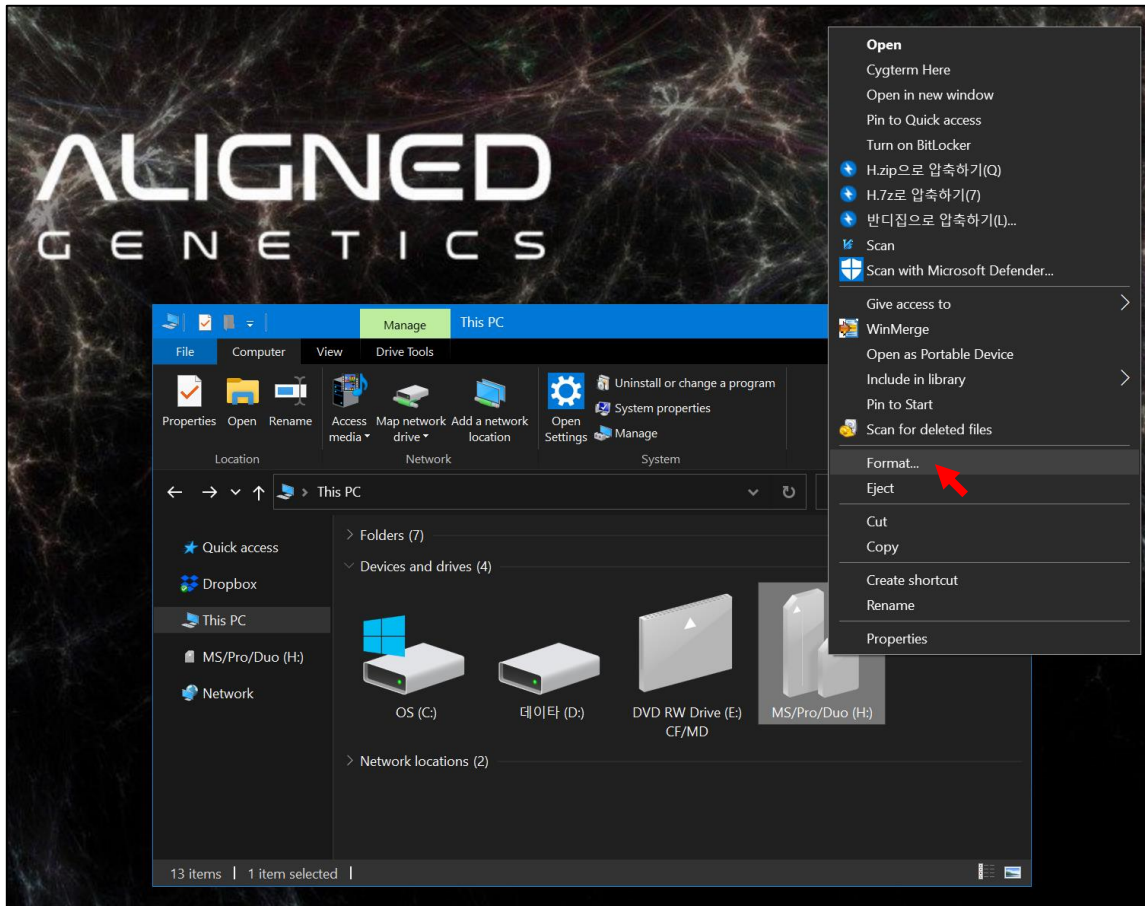 ALIGNED
GENETICS
Open
Cygterm Here
Open in new window
Pin to Quick access
Turn on BitLocker
H.zip으로 압축하기(Q)
H.7z로 압축하기(7)
반디집으로 압축하기(L)...
Scan
Scan with Microsoft Defender...
Give access to
WinMerge
Open as Portable Device
Include in library
Pin to Start
Scan for deleted files
Format...
Eject
Cut
Copy
Create shortcut
Rename
Properties
Manage
This PC
File
Computer
View
Drive Tools
Properties
Open
Rename
Access
media
Map network
drive
Add a network
location
Open
Settings
Uninstall or change a program
System properties
Manage
Location
Network
System
This PC
Quick access
Dropbox
This PC
MS/Pro/Duo (H:)
Network
Folders (7)
Devices and drives (4)
OS (C:)
데이타 (D:)
DVD RW Drive (E:)
CF/MD
MS/Pro/Duo (H:)
Network locations (2)
13 items
1 item selected